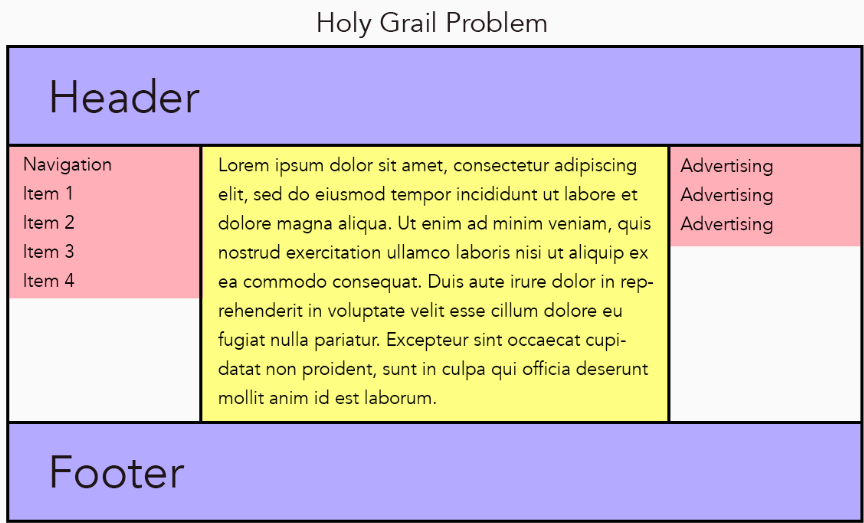 Holy Grail Problem
Header
Navigation
Item 1
Item 2
Item 3
Item 4
Lorem ipsum dolor sit amet, consectetur adipiscing
elit, sed do eiusmod tempor incididunt ut labore et
dolore magna aliqua. Ut enim ad minim veniam, quis
nostrud exercitation ullamco laboris nisi ut aliquip ex
ea commodo consequat. Duis aute irure dolor in rep-
rehenderit in voluptate velit esse cillum dolore eu
fugiat nulla pariatur. Excepteur sint occaecat cupi-
datat non proident, sunt in culpa qui officia deserunt
mollit anim id est laborum.
Advertising
Advertising
Advertising
Footer